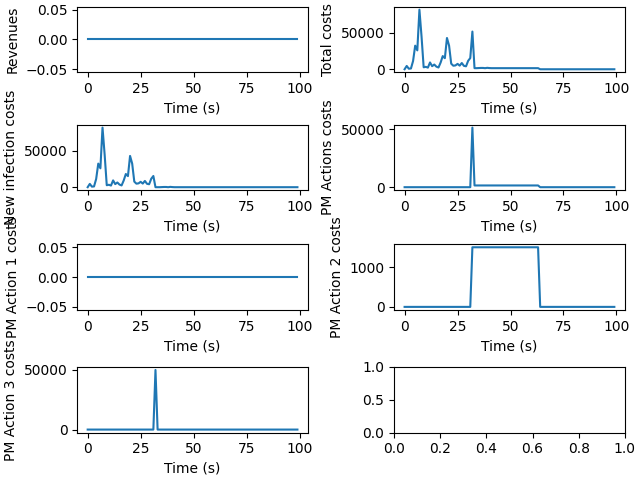 Revenues
0.05
0.00
−0.05
0 25 50 75 100
Time (s)
Total costs
50000
0
0 25 50 75 100
Time (s)
New infection costs
50000
0
0 25 50 75 100
Time (s)
PM Actions costs
50000
0
0 25 50 75 100
Time (s)
PM Action 1 costs
0.05
0.00
−0.05
0 25 50 75 100
Time (s)
PM Action 2 costs
1000
0
0 25 50 75 100
Time (s)
PM Action 3 costs
50000
0
0 25 50 75 100
Time (s)
1.0
0.5
0.0
0.0 0.2 0.4 0.6 0.8 1.0